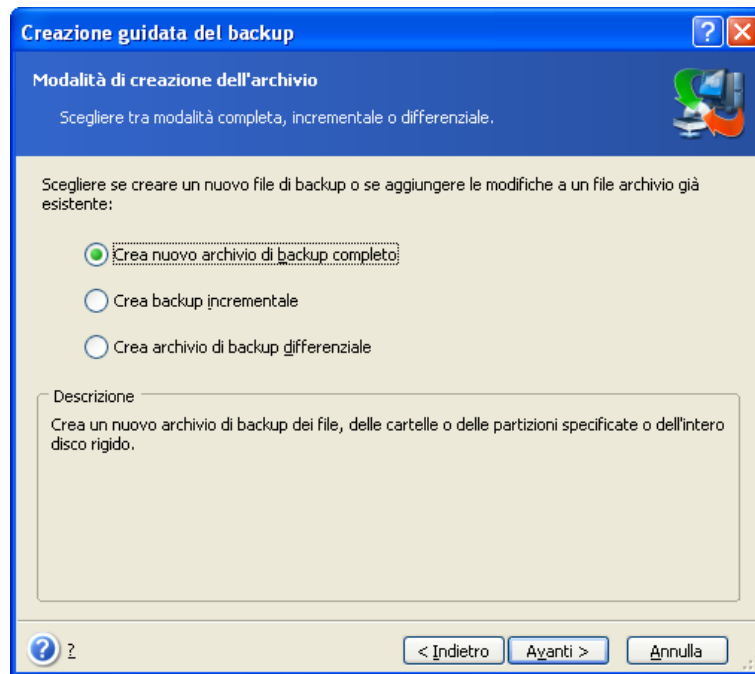 Creazione guidata del backup
Modalità di creazione dell'archivio
Scegliere tra modalità completa, incrementale o differenziale.
Scegliere se creare un nuovo file di backup o se aggiungere le modifiche a un file archivio già
esistente:
Crea nuovo archivio di backup completo
Crea backup incrementale
Crea archivio di backup differenziale
Descrizione
Crea un nuovo archivio di backup dei file, delle cartelle o delle partizioni specificate o dell'intero
disco rigido.
?
< Indietro
Avanti >
Annulla